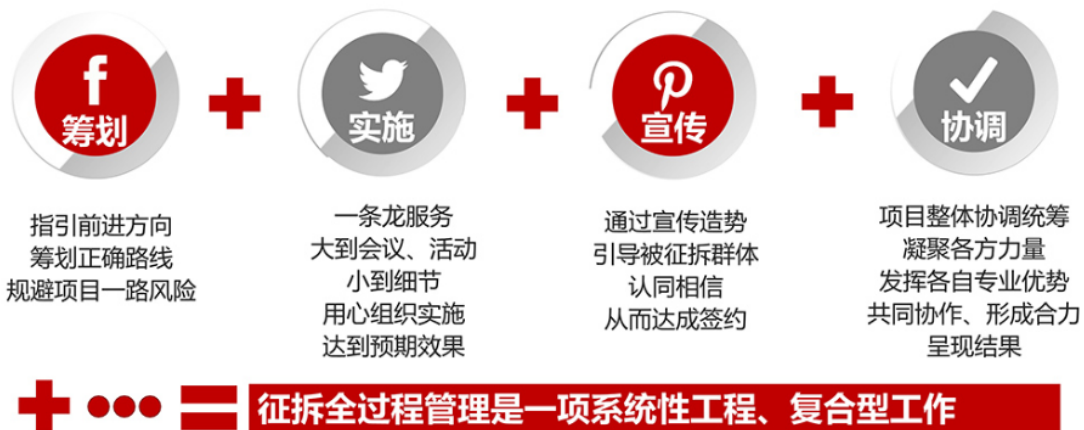 筹划
实施
宣传
协调
指引前进方向
筹划正确路线
规避项目一路风险
一条龙服务
大到会议、活动
小到细节
用心组织实施
达到预期效果
通过宣传造势
引导被征拆群体
认同相信
从而达成签约
项目整体协调统筹
凝聚各方力量
发挥各自专业优势
共同协作、形成合力
呈现结果
征拆全过程管理是一项系统性工程、复合型工作